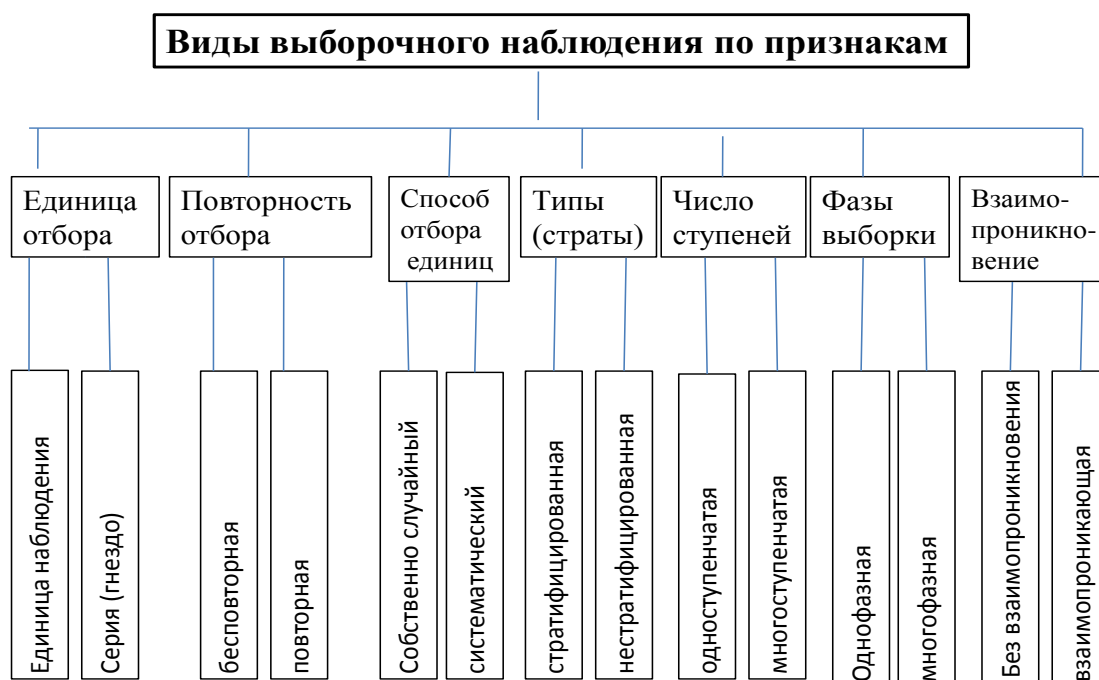 Виды выборочного наблюдения по признакам
Единица
отбора
Повторность
отбора
Способ
отбора
единиц
Типы
(страты)
Число
ступеней
Фазы
выборки
Взаимо-
проникно-
вение
Единица наблюдения
Серия (гнездо)
бесповторная
повторная
Собственно случайный
систематический
стратифицированная
нестратифицированная
одноступенчатая
многоступенчатая
Однофазная
многофазная
Без взаимопроникновения
взаимопроникающая